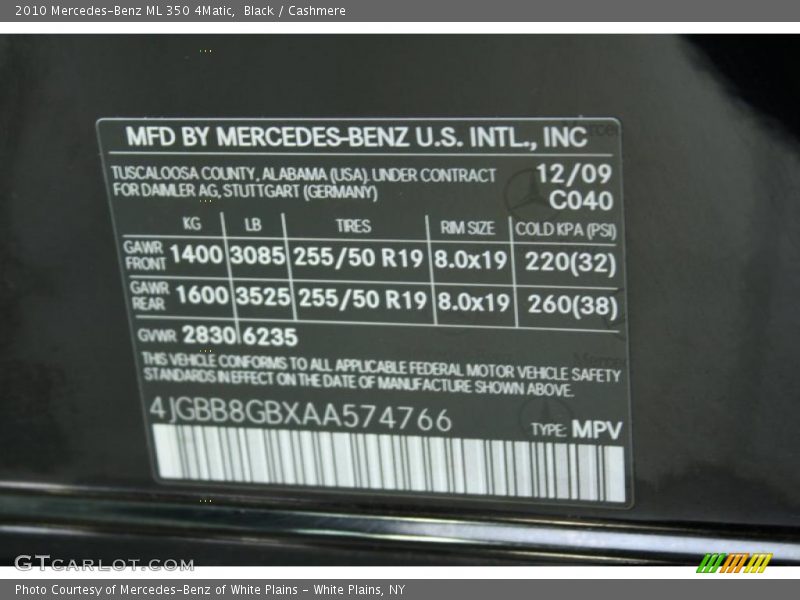 2010 Mercedes-Benz ML 350 4Matic,  Black / Cashmere
MFD BY MERCEDES-BENZ U.S. INTL., INC
TUSCALOOSA COUNTY, ALABAMA (USA). UNDER CONTRACT
FOR DAIMLER AG, STUTTGART (GERMANY)
12/09
C040
KG LB TIRES RIM SIZE COLD KPA (PSI)
GAWR FRONT 1400 3085 255/50 R19 8.0x19 220(32)
GAWR REAR 1600 3525 255/50 R19 8.0x19 260(38)
GVWR 2830 6235
THIS VEHICLE CONFORMS TO ALL APPLICABLE FEDERAL MOTOR VEHICLE SAFETY
STANDARDS IN EFFECT ON THE DATE OF MANUFACTURE SHOWN ABOVE.
4JGBB8GBXAA574766
TYPE: MPV
GTCARLOT.COM
Photo Courtesy of Mercedes-Benz of White Plains - White Plains, NY